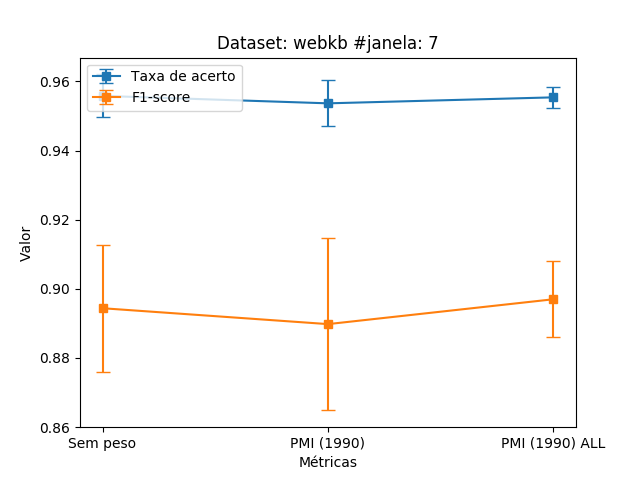 Dataset: webkb #janela: 7
Taxa de acerto
F1-score
0.96
0.94
0.92
0.90
0.88
0.86
Valor
Sem peso
PMI (1990)
PMI (1990) ALL
Métricas